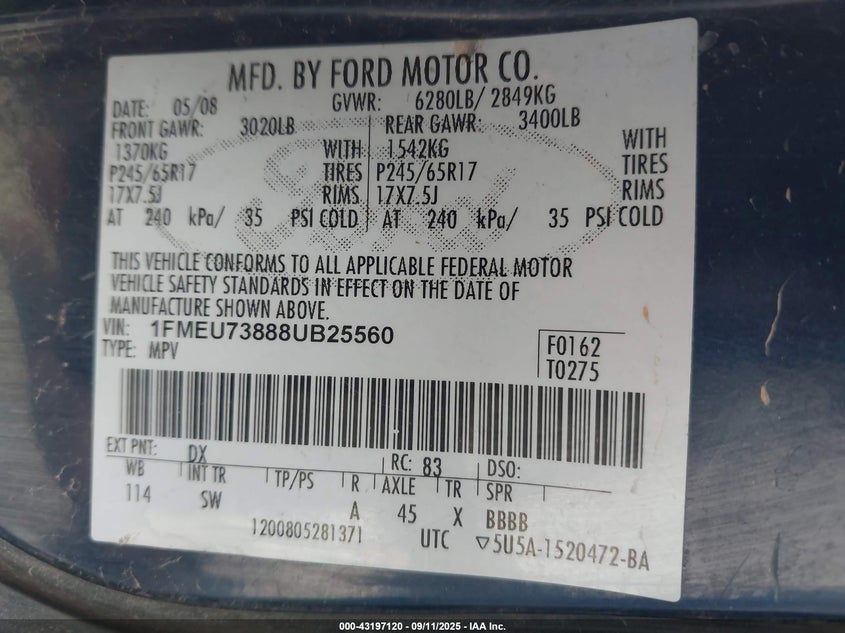 MFD. BY FORD MOTOR CO.
DATE: 05/08 GVWR: 6280LB/ 2849KG
FRONT GAWR: 3020LB REAR GAWR: 3400LB
1370KG WITH 1542KG WITH
P245/65R17 TIRES P245/65R17 TIRES
17X7.5J RIMS 17X7.5J RIMS
AT 240 kPa/ 35 PSI COLD AT 240 kPa/ 35 PSI COLD
THIS VEHICLE CONFORMS TO ALL APPLICABLE FEDERAL MOTOR
VEHICLE SAFETY STANDARDS IN EFFECT ON THE DATE OF
MANUFACTURE SHOWN ABOVE.
VIN: 1FMEU73888UB25560
TYPE: MPV
F0162
T0275
EXT PNT: DX RC: 83 DSO:
WB INT TR TP/PS R AXLE TR SPR
114 SW A 45 X BBBB
1200805281371 UTC ▽5U5A-1520472-BA
000-43197120 - 09/11/2025 - IAA Inc.